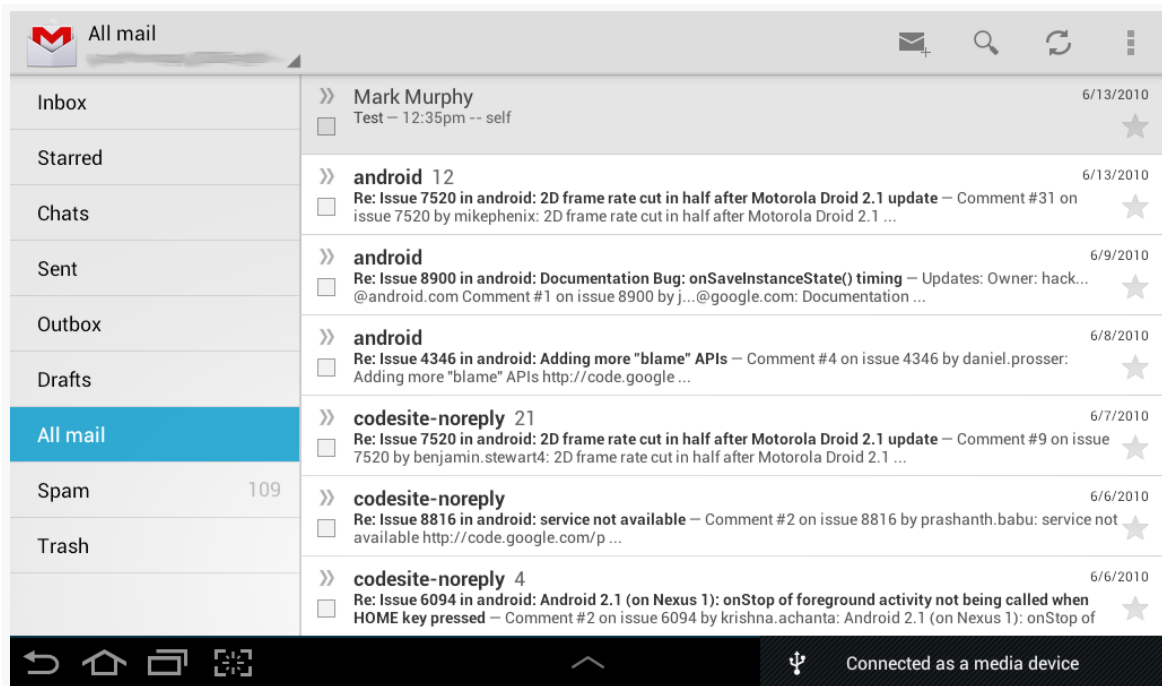 All mail
Inbox
Starred
Chats
Sent
Outbox
Drafts
All mail
Spam 109
Trash
Mark Murphy 6/13/2010
Test – 12:35pm -- self
android 12 6/13/2010
Re: Issue 7520 in android: 2D frame rate cut in half after Motorola Droid 2.1 update – Comment #31 on
issue 7520 by mikephenix: 2D frame rate cut in half after Motorola Droid 2.1 ...
android 6/9/2010
Re: Issue 8900 in android: Documentation Bug: onSaveInstanceState() timing – Updates: Owner: hack...
@android.com Comment #1 on issue 8900 by j...@google.com: Documentation ...
android 6/8/2010
Re: Issue 4346 in android: Adding more "blame" APIs – Comment #4 on issue 4346 by daniel.prosser:
Adding more "blame" APIs http://code.google ...
codesite-noreply 21 6/7/2010
Re: Issue 7520 in android: 2D frame rate cut in half after Motorola Droid 2.1 update – Comment #9 on issue
7520 by benjamin.stewart4: 2D frame rate cut in half after Motorola Droid 2.1 ...
codesite-noreply 6/6/2010
Re: Issue 8816 in android: service not available – Comment #2 on issue 8816 by prashanth.babu: service not
available http://code.google.com/p ...
codesite-noreply 4 6/6/2010
Re: Issue 6094 in android: Android 2.1 (on Nexus 1): onStop of foreground activity not being called when
HOME key pressed – Comment #2 on issue 6094 by krishna.achanta: Android 2.1 (on Nexus 1): onStop of
Connected as a media device